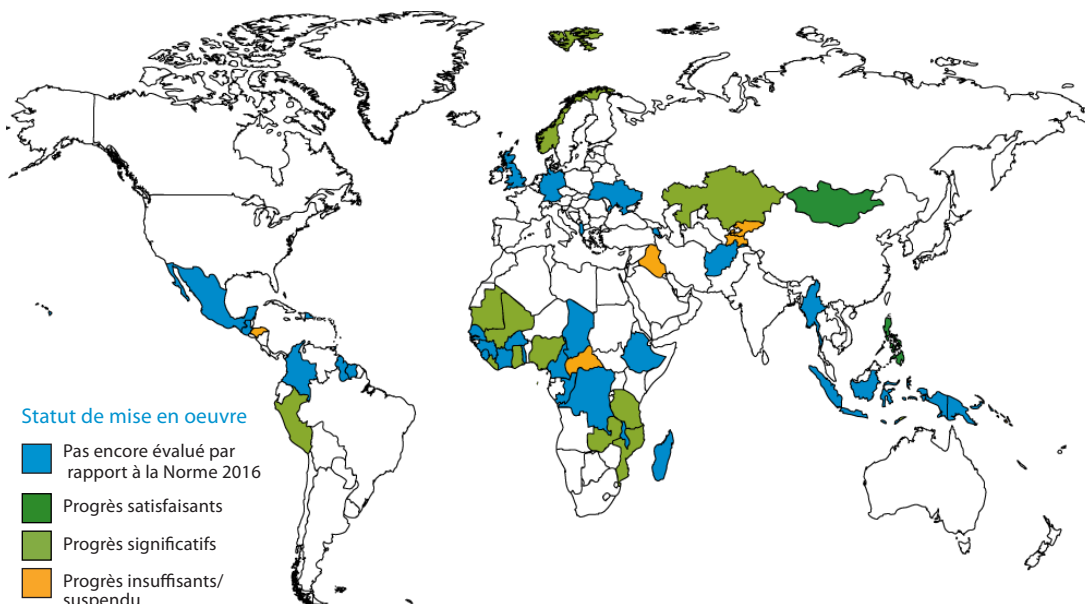 Statut de mise en oeuvre
Pas encore évalué par
rapport à la Norme 2016
Progrès satisfaisants
Progrès significatifs
Progrès insuffisants/
suspendu